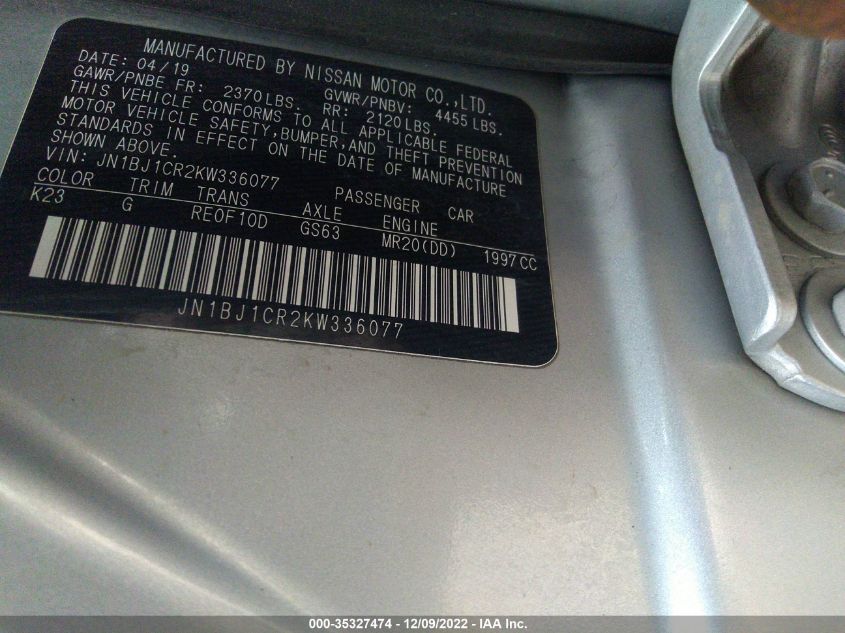 MANUFACTURED BY NISSAN MOTOR CO.,LTD.
DATE: 04/19
GAWR/PNBE FR: 2370LBS. GVWR/PNBV: 4455LBS.
RR: 2120LBS.
THIS VEHICLE CONFORMS TO ALL APPLICABLE FEDERAL
MOTOR VEHICLE SAFETY,BUMPER,AND THEFT PREVENTION
STANDARDS IN EFFECT ON THE DATE OF MANUFACTURE
SHOWN ABOVE.
VIN: JN1BJ1CR2KW336077 PASSENGER CAR
COLOR TRIM TRANS AXLE ENGINE
K23 G RE0F10D GS63 MR20(DD) 1997CC
JN1BJ1CR2KW336077
000-35327474 - 12/09/2022 - IAA Inc.